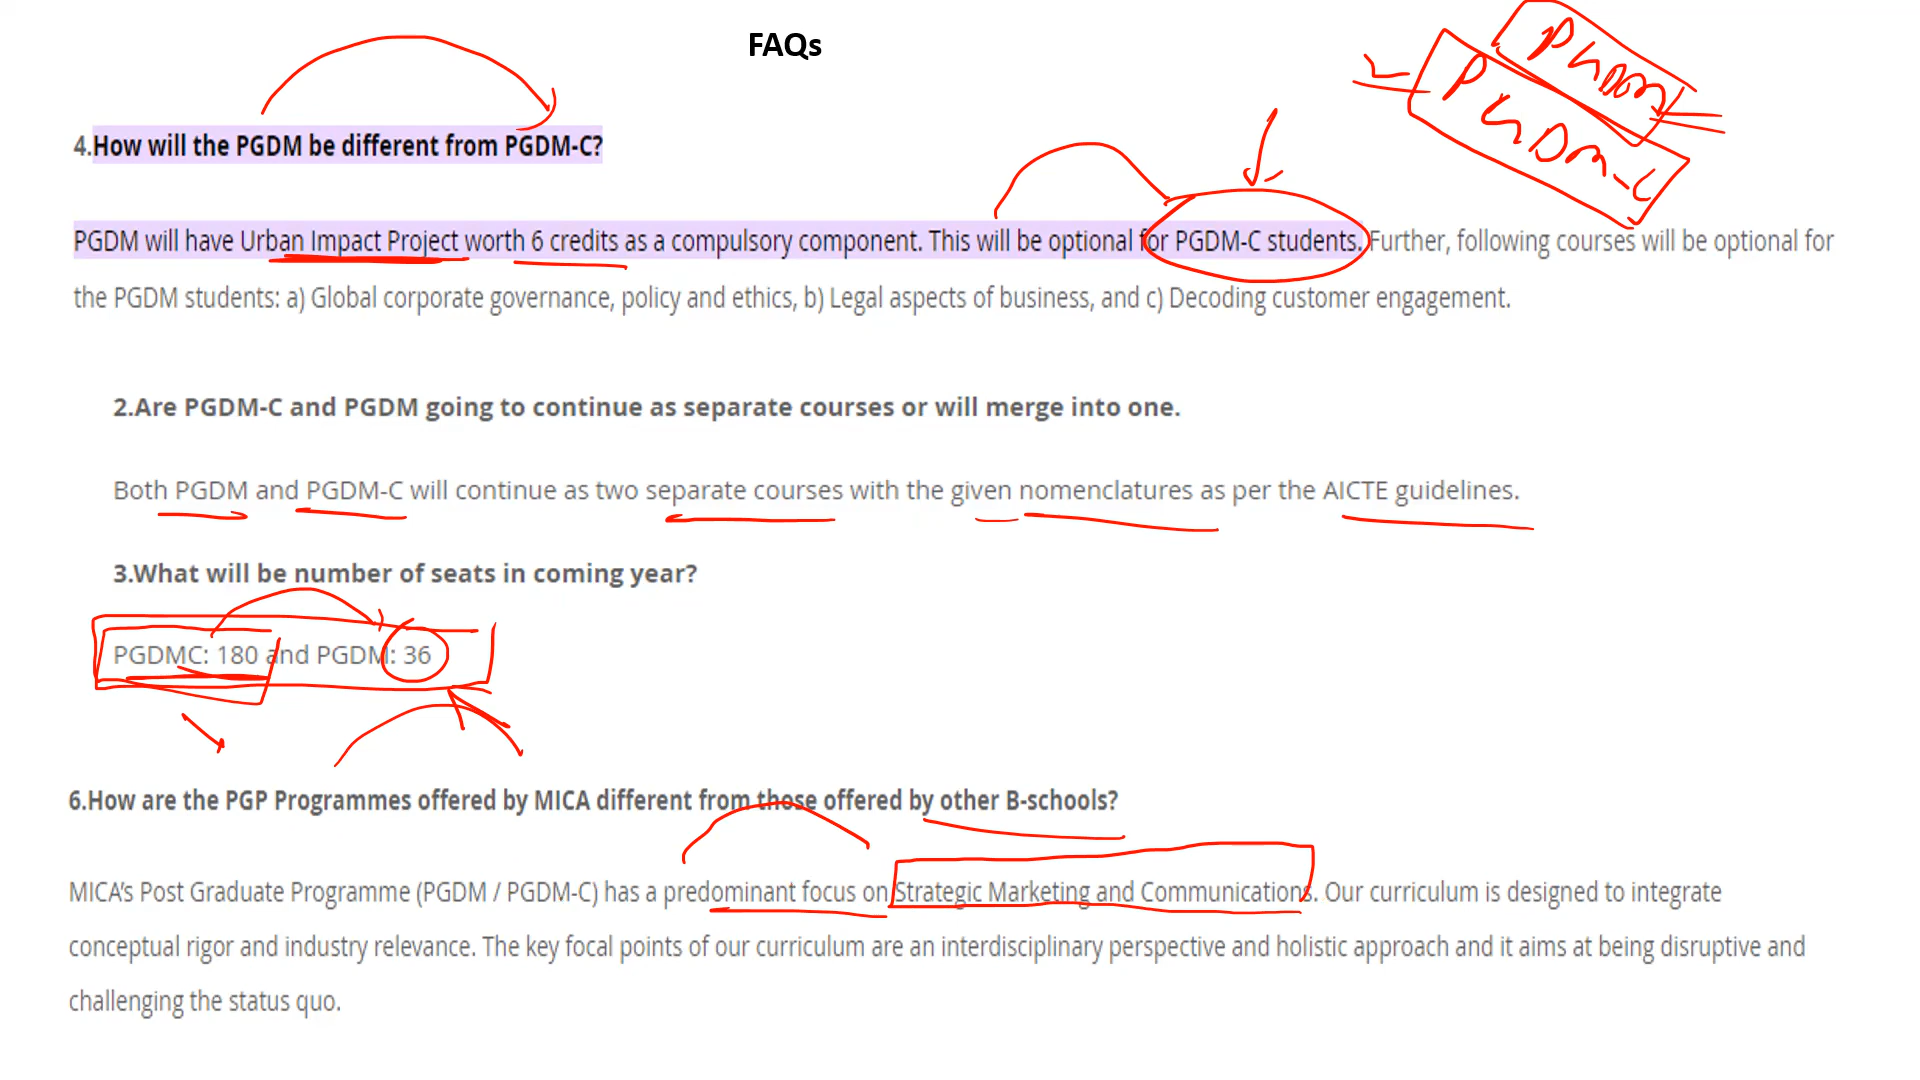 FAQs
PGDM
PGDM-C
4.How will the PGDM be different from PGDM-C?
PGDM will have Urban Impact Project worth 6 credits as a compulsory component. This will be optional for PGDM-C students. Further, following courses will be optional for
the PGDM students: a) Global corporate governance, policy and ethics, b) Legal aspects of business, and c) Decoding customer engagement.
2.Are PGDM-C and PGDM going to continue as separate courses or will merge into one.
Both PGDM and PGDM-C will continue as two separate courses with the given nomenclatures as per the AICTE guidelines.
3.What will be number of seats in coming year?
PGDMC: 180 and PGDM: 36
6.How are the PGP Programmes offered by MICA different from those offered by other B-schools?
MICA's Post Graduate Programme (PGDM / PGDM-C) has a predominant focus on Strategic Marketing and Communications. Our curriculum is designed to integrate
conceptual rigor and industry relevance. The key focal points of our curriculum are an interdisciplinary perspective and holistic approach and it aims at being disruptive and
challenging the status quo.